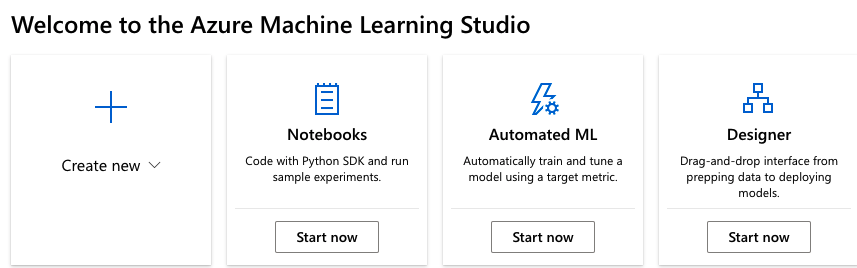 Welcome to the Azure Machine Learning Studio
Create new
Notebooks
Code with Python SDK and run
sample experiments.
Start now
Automated ML
Automatically train and tune a
model using a target metric.
Start now
Designer
Drag-and-drop interface from
prepping data to deploying
models.
Start now